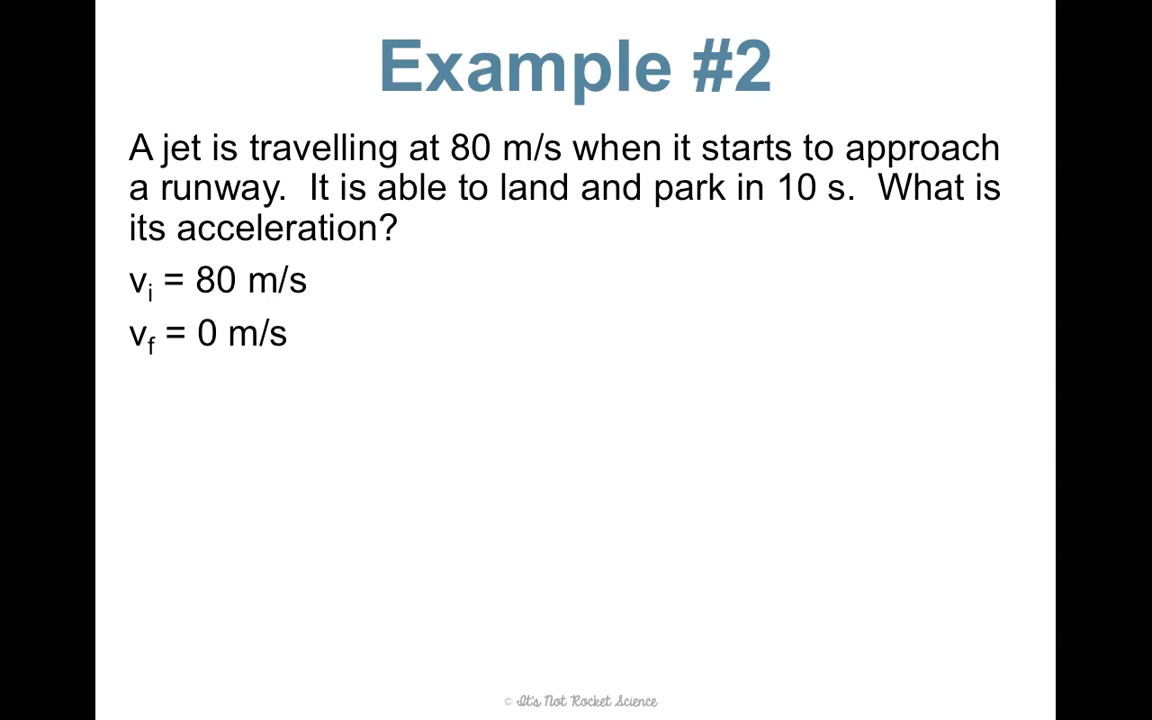 Example #2
A jet is travelling at 80 m/s when it starts to approach
a runway.  It is able to land and park in 10 s.  What is
its acceleration?
vᵢ = 80 m/s
v_f = 0 m/s
© It's Not Rocket Science